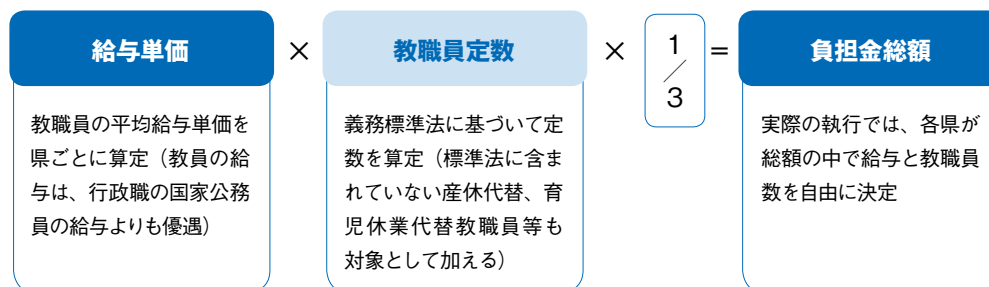 給与単価
×
教職員定数
×
1/3
=
負担金総額
教職員の平均給与単価を
県ごとに算定（教員の給
与は、行政職の国家公務
員の給与よりも優遇）
義務標準法に基づいて定
数を算定（標準法に含ま
れていない産休代替、育
児休業代替教職員等も
対象として加える）
実際の執行では、各県が
総額の中で給与と教職員
数を自由に決定